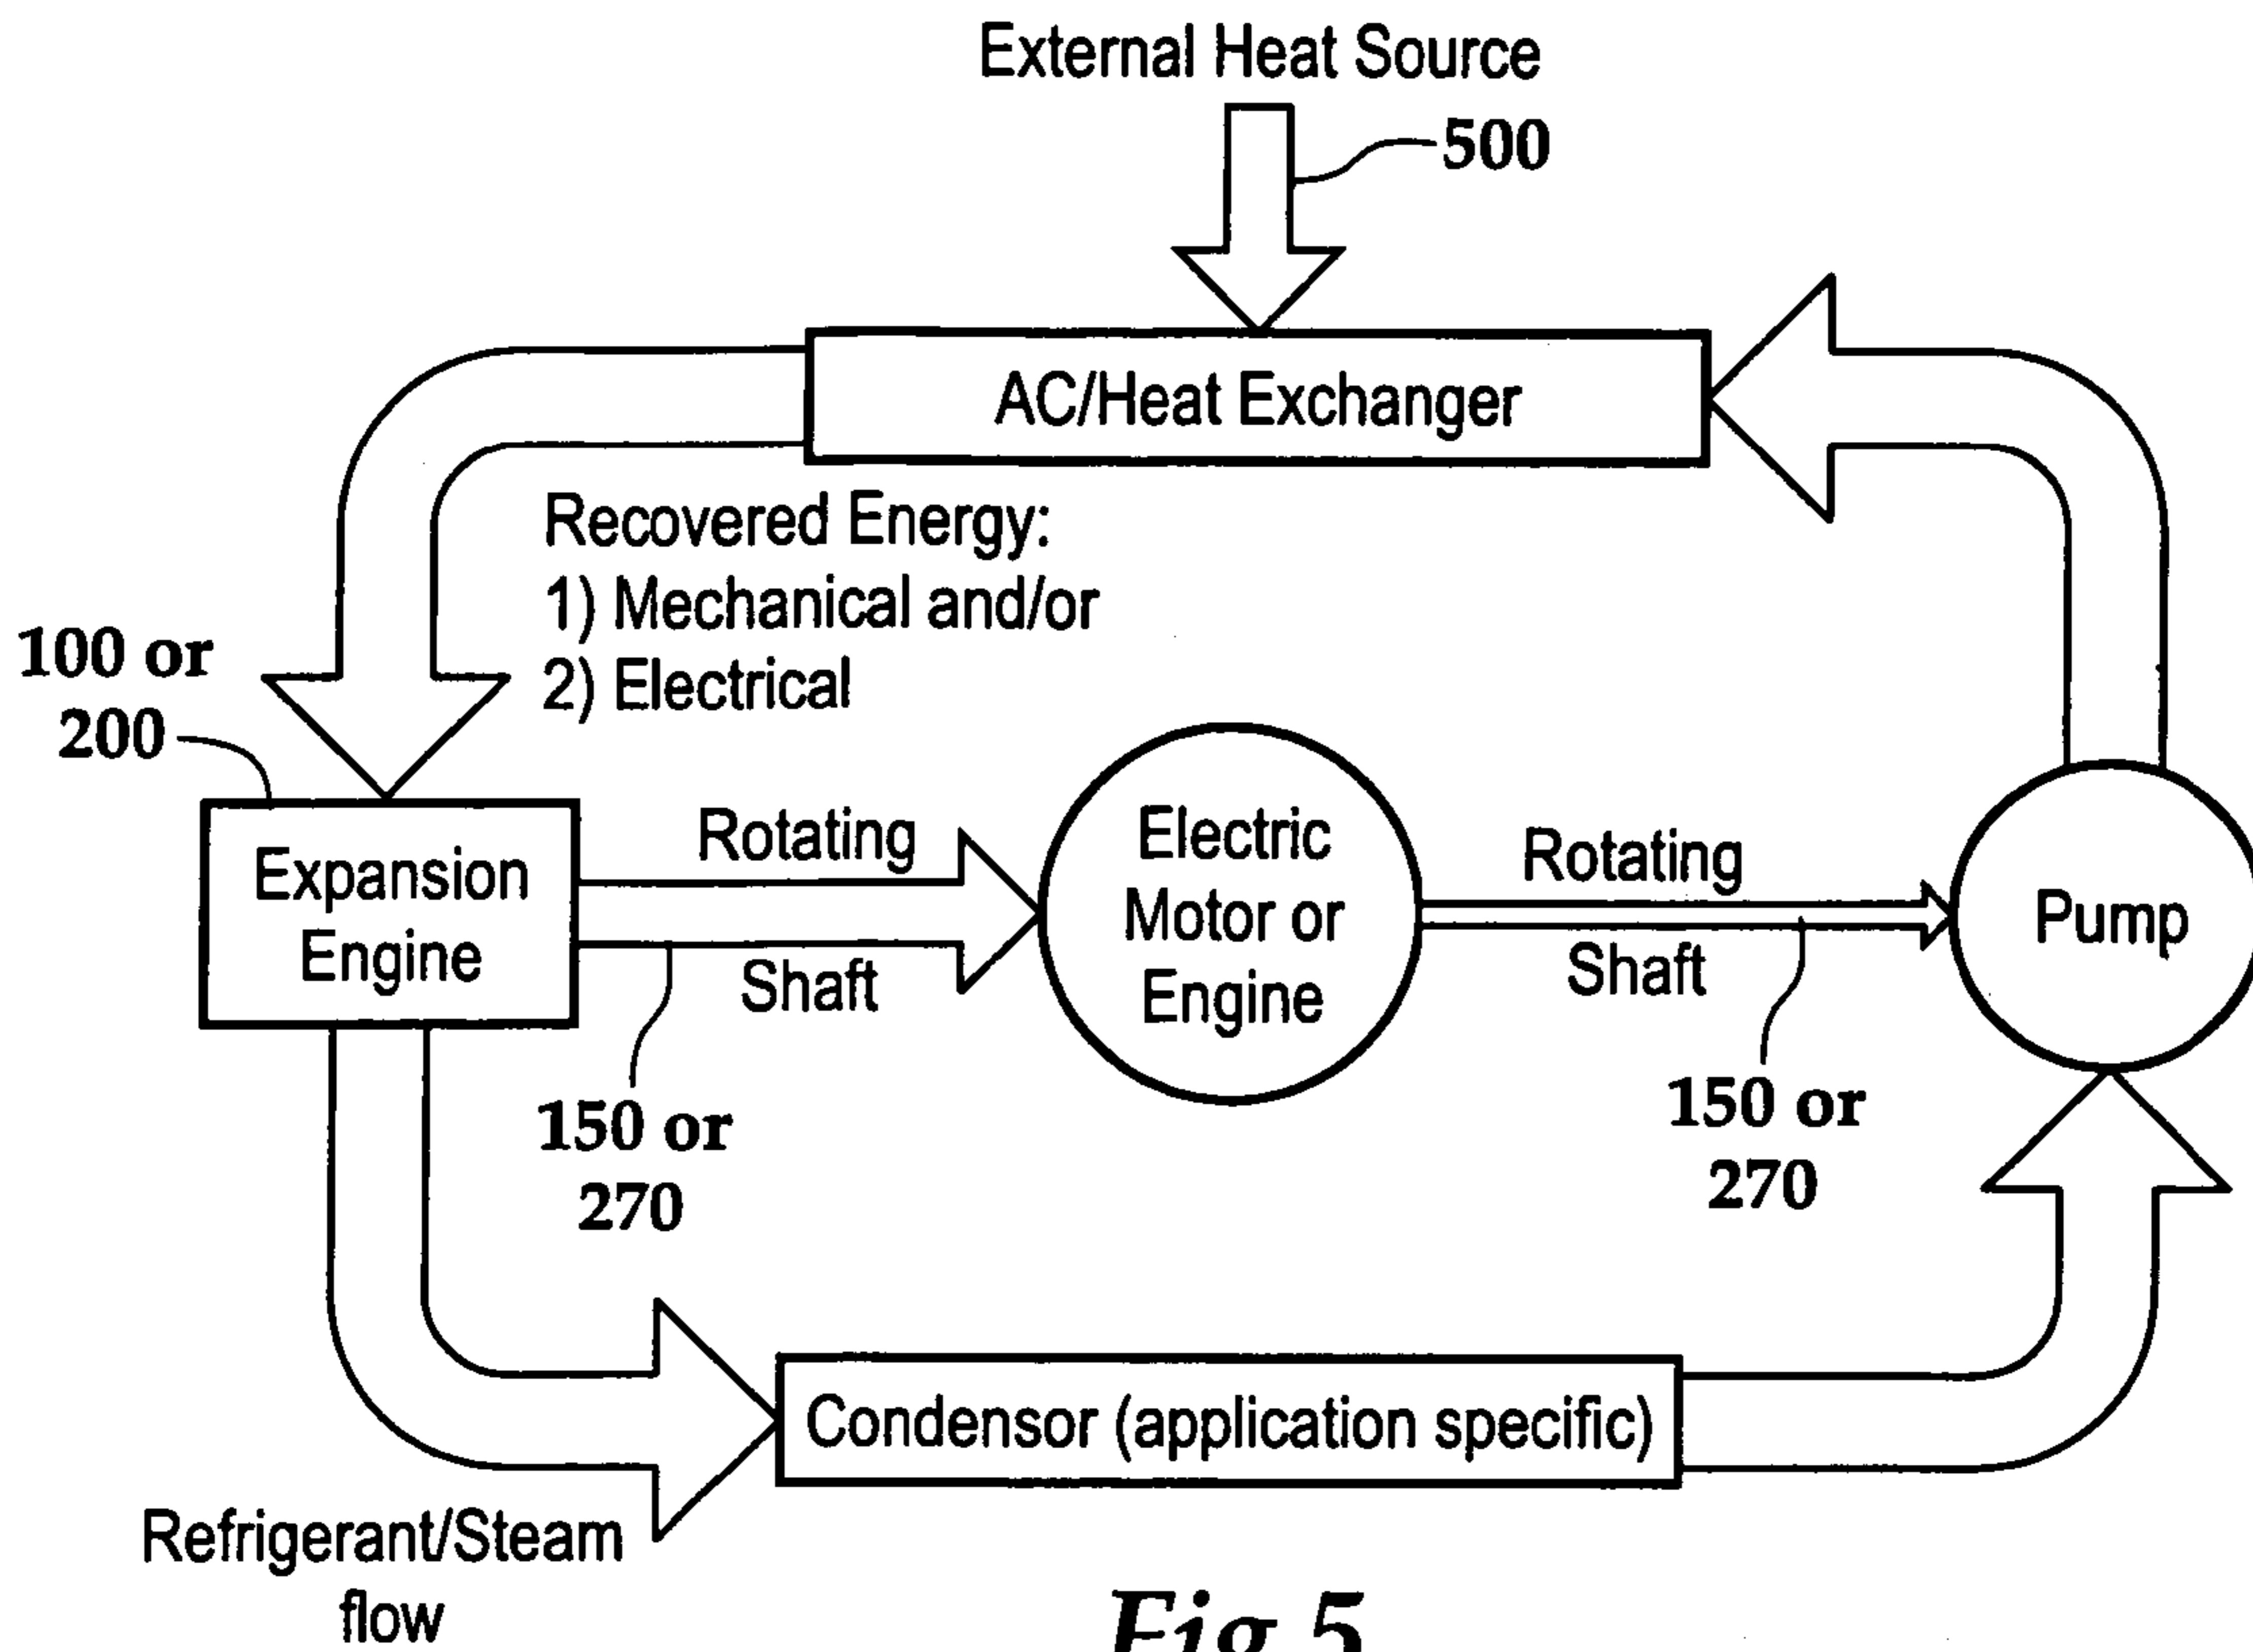 External Heat Source
500
AC/Heat Exchanger
Recovered Energy:
1) Mechanical and/or
2) Electrical
100 or
200
Expansion
Engine
Rotating
Shaft
150 or
270
Electric
Motor or
Engine
Rotating
Shaft
150 or
270
Pump
Condensor (application specific)
Refrigerant/Steam
flow
Fig 5